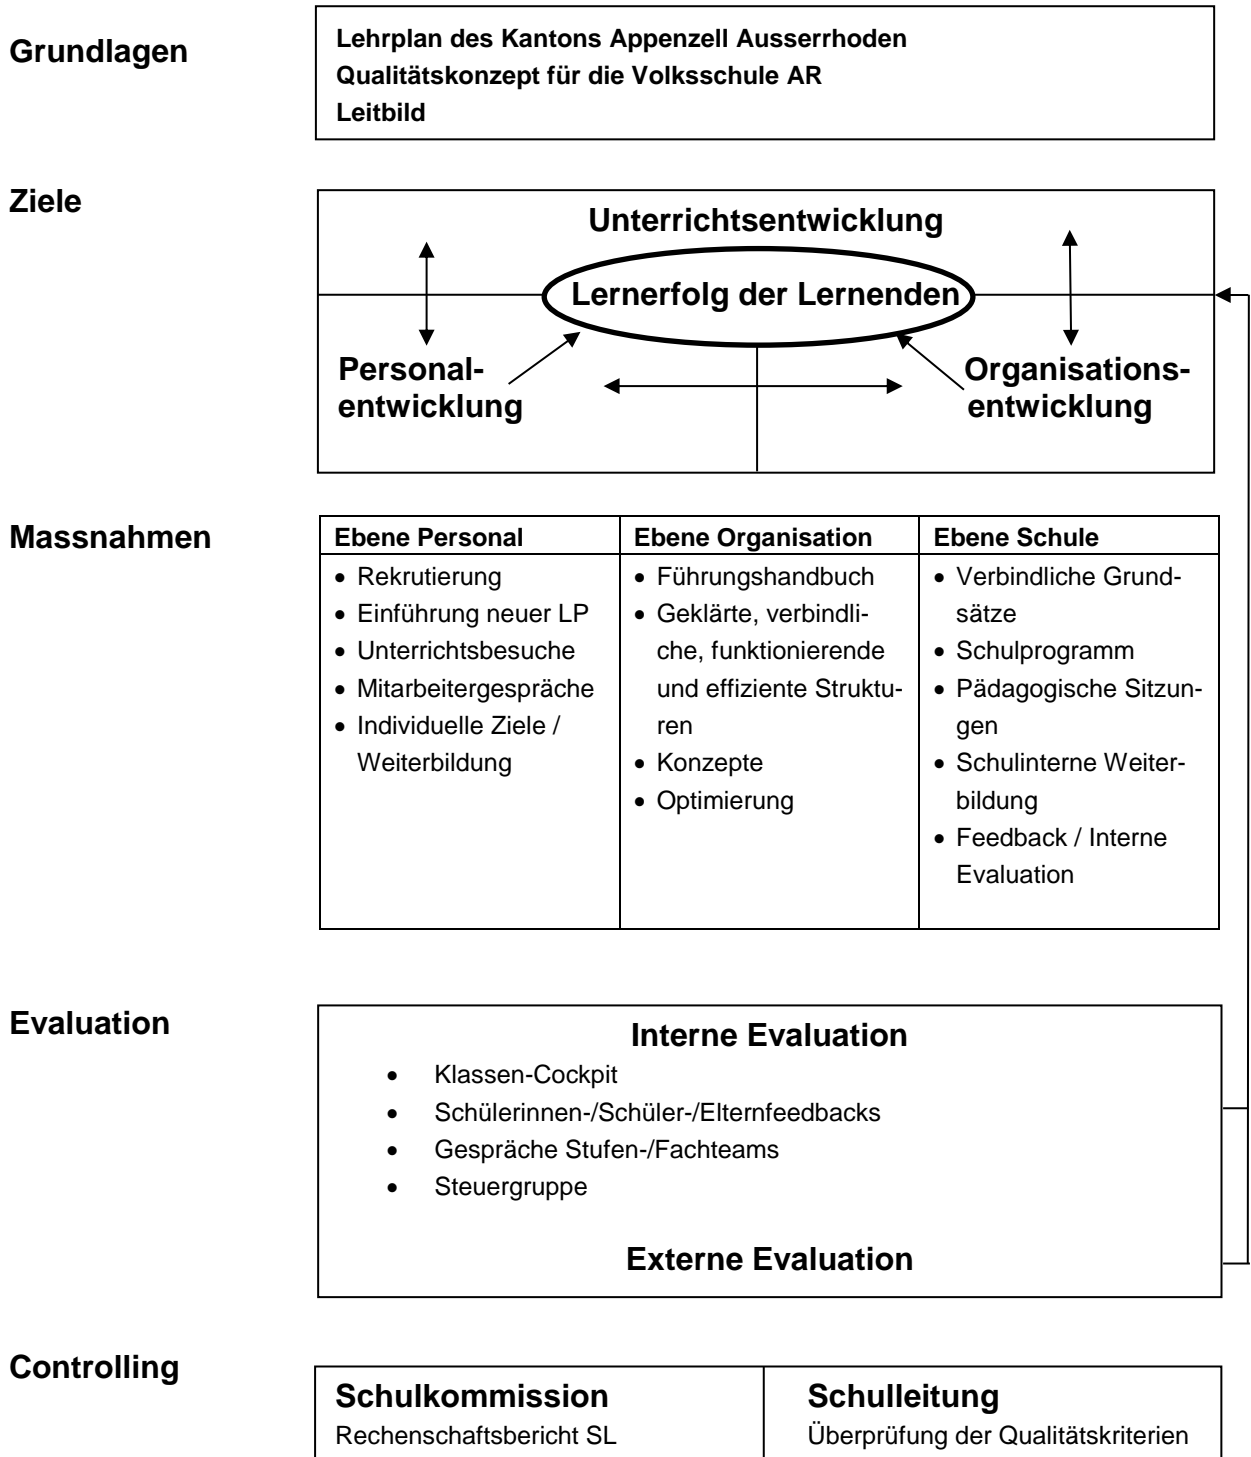 Grundlagen
Lehrplan des Kantons Appenzell Ausserrhoden
Qualitätskonzept für die Volksschule AR
Leitbild
Ziele
Unterrichtsentwicklung
Lernerfolg der Lernenden
Personal-
entwicklung
Organisations-
entwicklung
Massnahmen
Ebene Personal
• Rekrutierung
• Einführung neuer LP
• Unterrichtsbesuche
• Mitarbeitergespräche
• Individuelle Ziele /
Weiterbildung
Ebene Organisation
• Führungshandbuch
• Geklärte, verbindli-
che, funktionierende
und effiziente Struktu-
ren
• Konzepte
• Optimierung
Ebene Schule
• Verbindliche Grund-
sätze
• Schulprogramm
• Pädagogische Sitzun-
gen
• Schulinterne Weiter-
bildung
• Feedback / Interne
Evaluation
Evaluation
Interne Evaluation
• Klassen-Cockpit
• Schülerinnen-/Schüler-/Elternfeedbacks
• Gespräche Stufen-/Fachteams
• Steuergruppe
Externe Evaluation
Controlling
Schulkommission
Rechenschaftsbericht SL
Schulleitung
Überprüfung der Qualitätskriterien